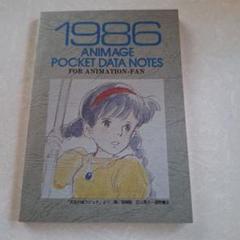 1986
ANIMAGE
POCKET DATA NOTES
FOR ANIMATION-FAN